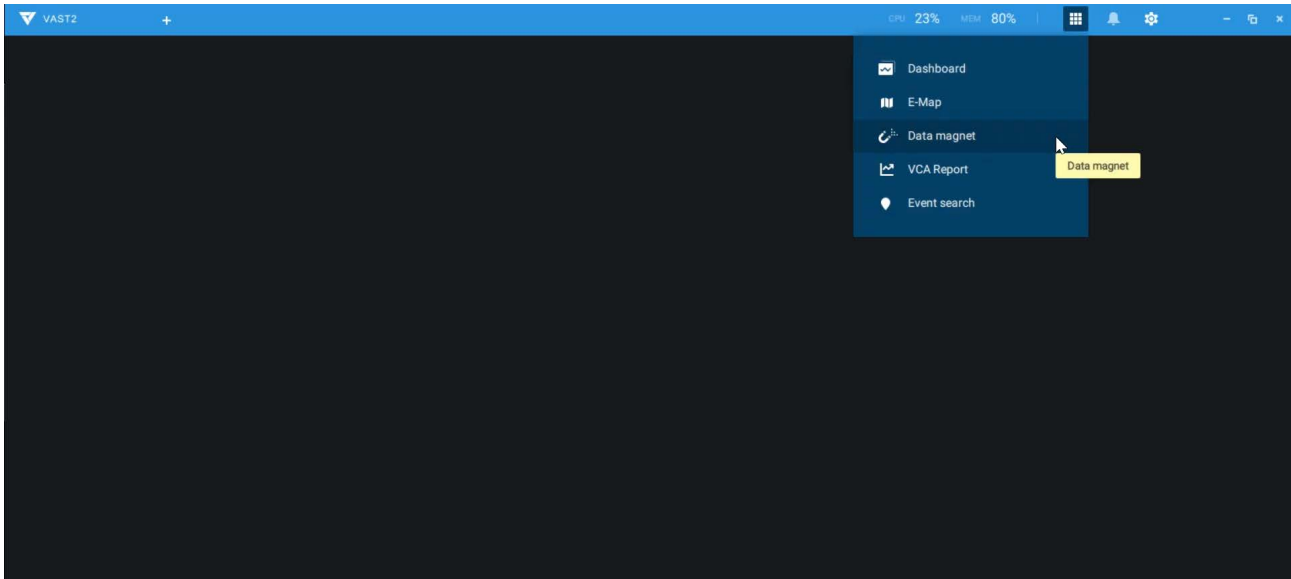 VAST2 + CPU 23% MEM 80%
Dashboard
E-Map
Data magnet
Data magnet
VCA Report
Event search